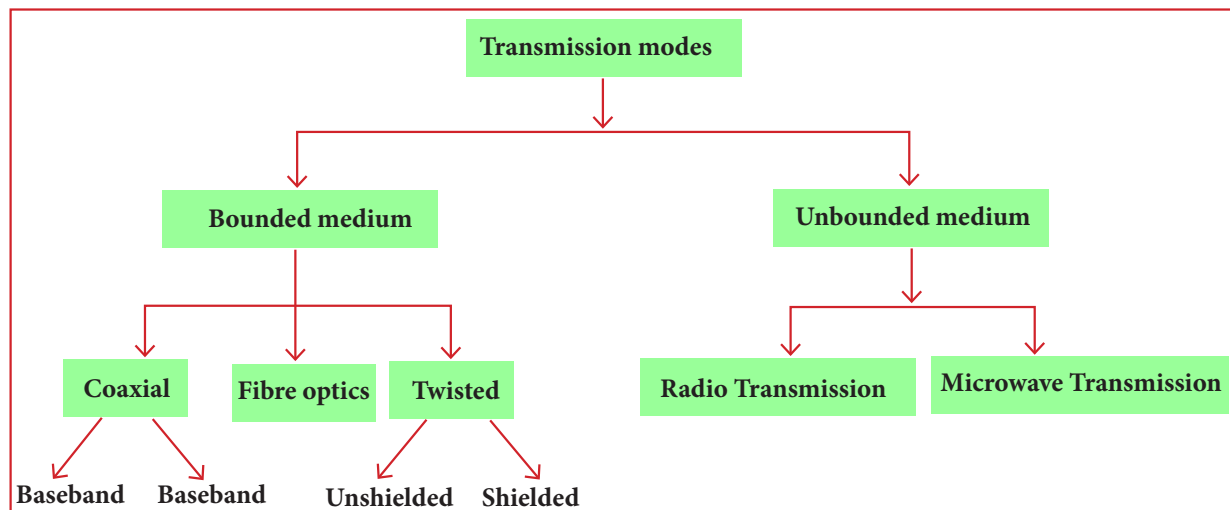 Transmission modes
Bounded medium
Unbounded medium
Coaxial
Fibre optics
Twisted
Radio Transmission
Microwave Transmission
Baseband
Baseband
Unshielded
Shielded